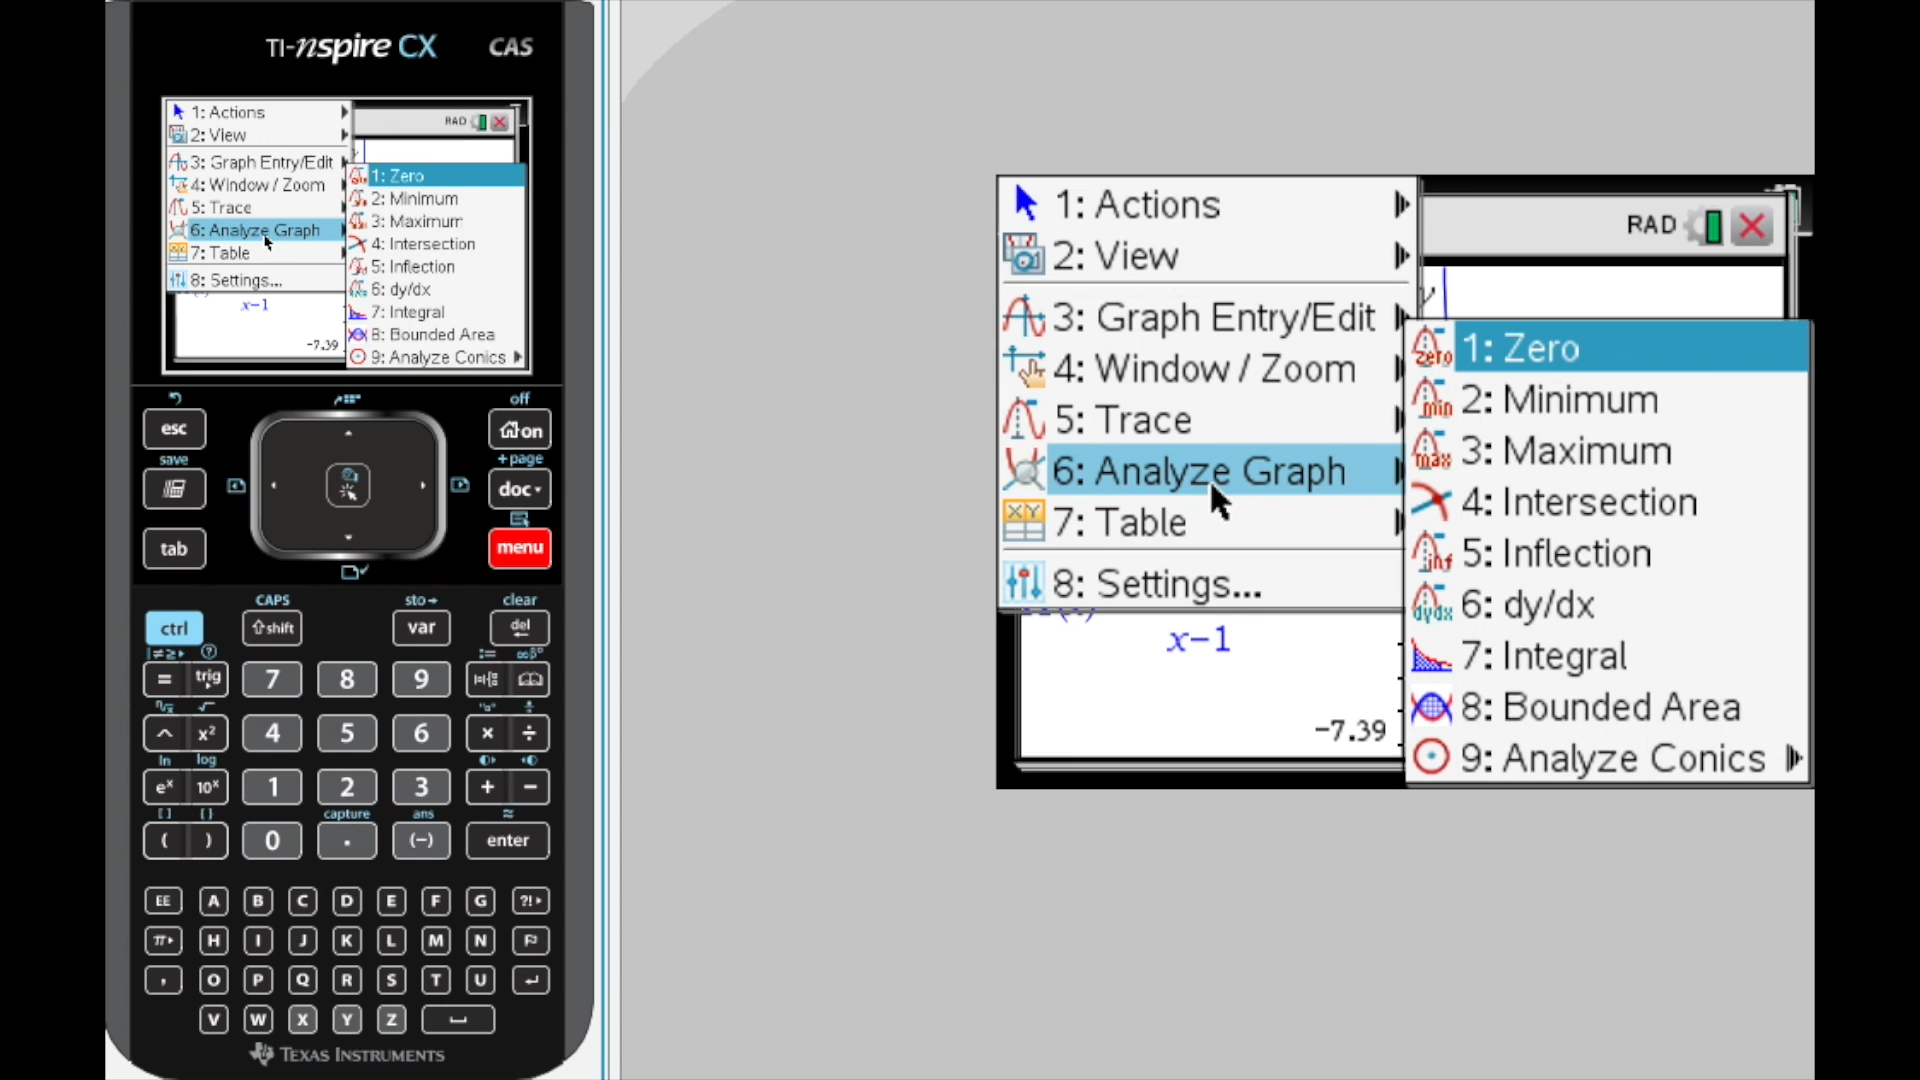 TI-nspire CX CAS
1: Actions
2: View
3: Graph Entry/Edit
4: Window / Zoom
5: Trace
6: Analyze Graph
7: Table
8: Settings...
RAD
1: Zero
2: Minimum
3: Maximum
4: Intersection
5: Inflection
6: dy/dx
7: Integral
8: Bounded Area
9: Analyze Conics
x-1
-7.39
off
esc
on
save
+page
doc
tab
menu
CAPS sto→ clear
ctrl shift var del
= trig 7 8 9
^ x² 4 5 6 × ÷
ln log
eˣ 10ˣ 1 2 3 + −
[ ] { } capture ans ≈
( ) 0 . (−) enter
EE A B C D E F G ?!▸
π▸ H I J K L M N
, O P Q R S T U ↵
V W X Y Z
TEXAS INSTRUMENTS
1: Actions
2: View
3: Graph Entry/Edit
4: Window / Zoom
5: Trace
6: Analyze Graph
7: Table
8: Settings...
RAD
y
zero 1: Zero
min 2: Minimum
max 3: Maximum
4: Intersection
inf 5: Inflection
dydx 6: dy/dx
7: Integral
8: Bounded Area
9: Analyze Conics
x-1
-7.39